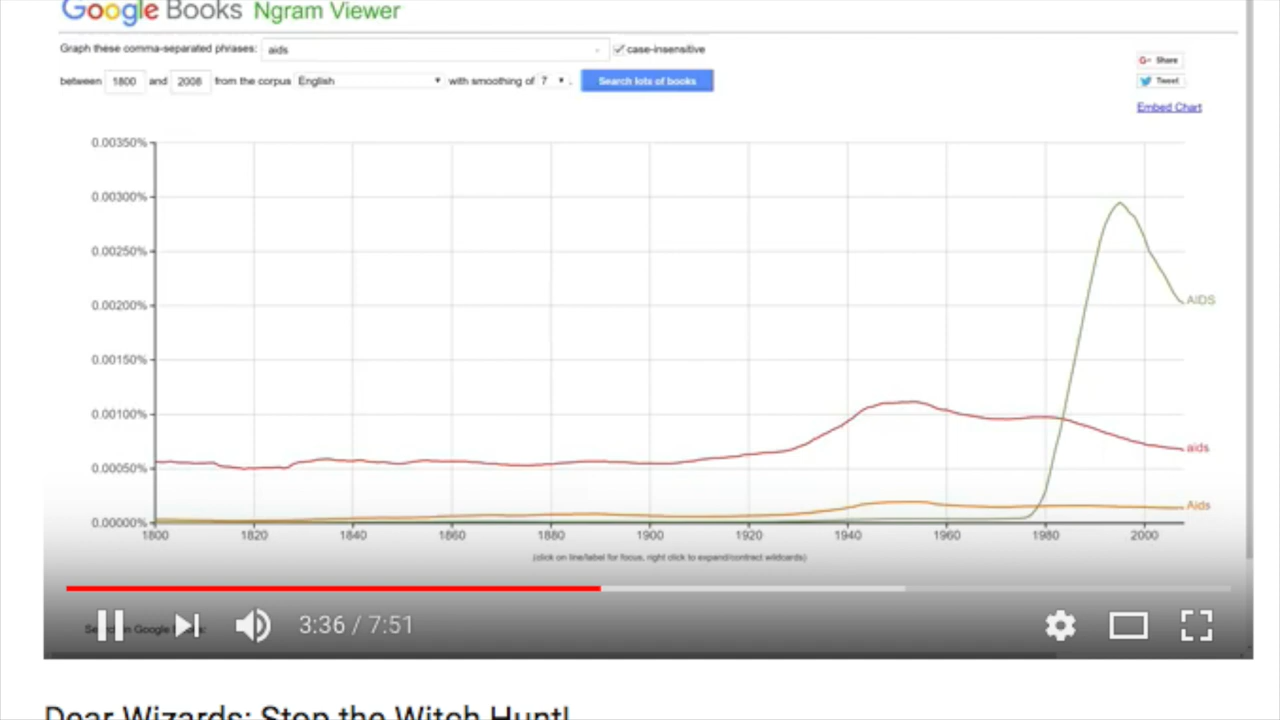 Google Books Ngram Viewer
Graph these comma-separated phrases: aids case-insensitive
between 1800 and 2008 from the corpus English with smoothing of 7 . Search lots of books
G+ Share
Tweet
Embed Chart
0.00350%
0.00300%
0.00250%
0.00200%
0.00150%
0.00100%
0.00050%
0.00000%
AIDS
aids
Aids
1800 1820 1840 1860 1880 1900 1920 1940 1960 1980 2000
(click on line/label for focus, right click to expand/contract wildcards)
3:36 / 7:51
Dear Wizards: Stop the Witch Hunt!